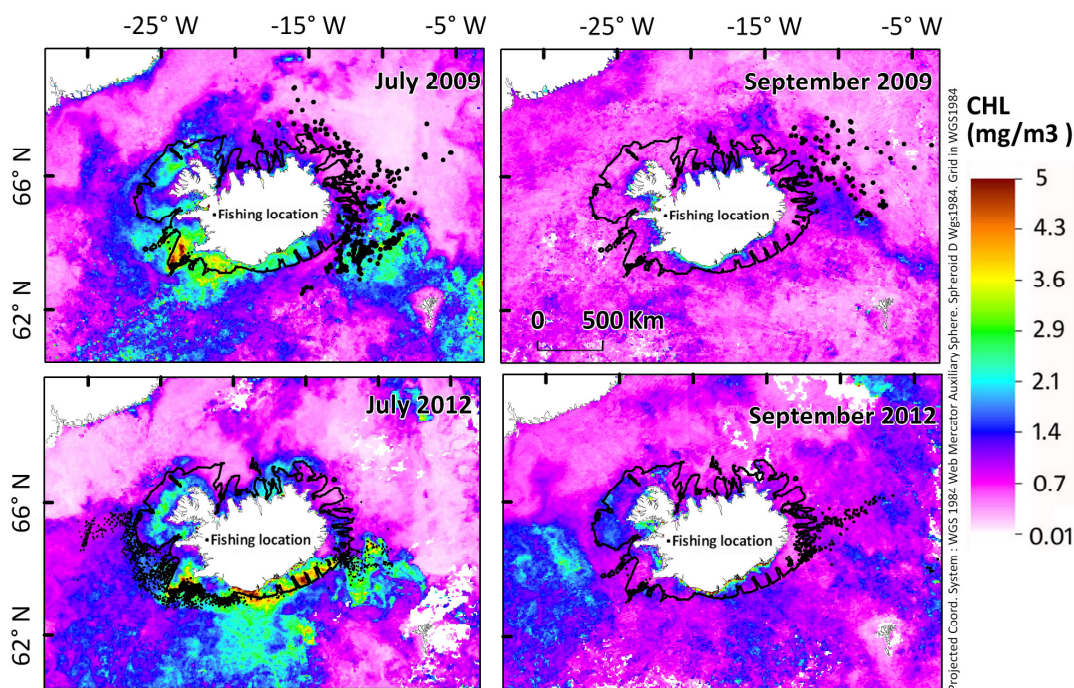 -25° W
-15° W
-5° W
-25° W
-15° W
-5° W
July 2009
September 2009
66° N
62° N
Fishing location
Fishing location
0 500 Km
July 2012
September 2012
66° N
62° N
Fishing location
Fishing location
Projected Coord. System : WGS 1984 Web Mercator Auxiliary Sphere. Spheroid D Wgs1984. Grid in WGS1984
CHL
(mg/m3 )
5
4.3
3.6
2.9
2.1
1.4
0.7
0.01